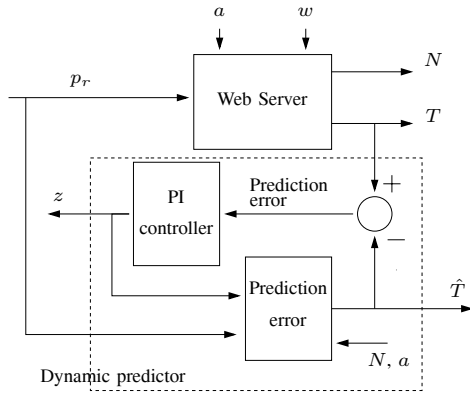 a
w
p_r
N
Web Server
T
+
z
PI
controller
Prediction
error
−
Prediction
error
T̂
N, a
Dynamic predictor